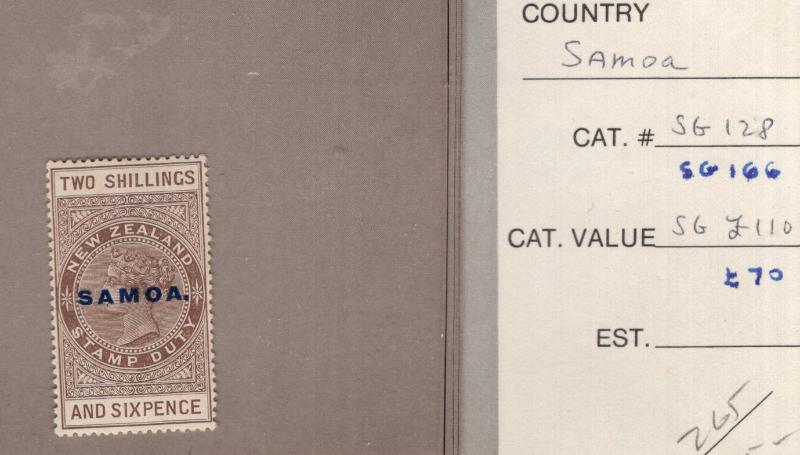 TWO SHILLINGS
NEW ZEALAND
SAMOA.
STAMP DUTY
AND SIXPENCE
COUNTRY
Samoa
CAT. # SG 128
SG 166
CAT. VALUE SG £110
£70
EST.
265/